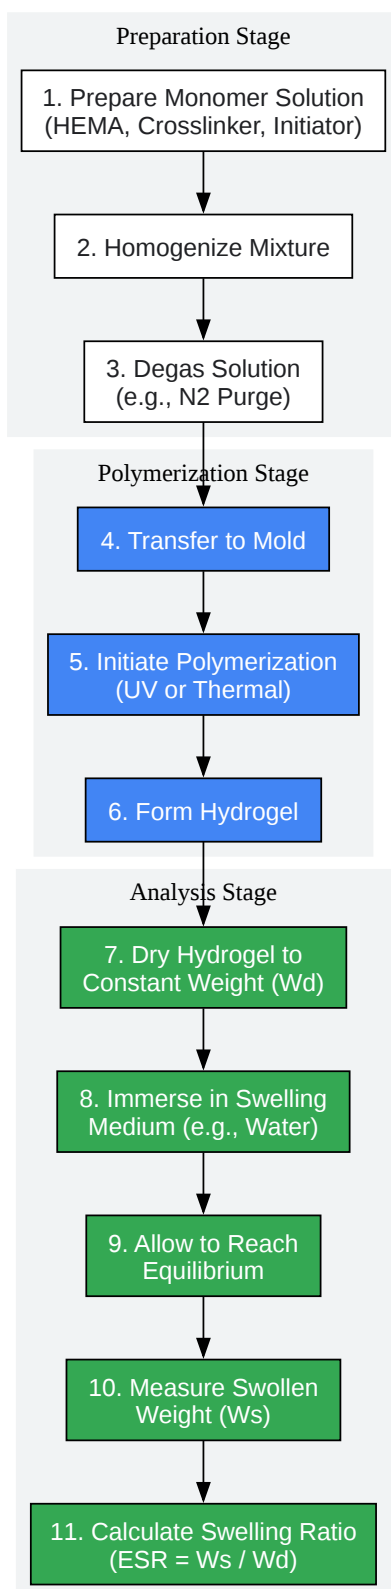 Preparation Stage
1. Prepare Monomer Solution
(HEMA, Crosslinker, Initiator)
2. Homogenize Mixture
3. Degas Solution
(e.g., N2 Purge)
Polymerization Stage
4. Transfer to Mold
5. Initiate Polymerization
(UV or Thermal)
6. Form Hydrogel
Analysis Stage
7. Dry Hydrogel to
Constant Weight (Wd)
8. Immerse in Swelling
Medium (e.g., Water)
9. Allow to Reach
Equilibrium
10. Measure Swollen
Weight (Ws)
11. Calculate Swelling Ratio
(ESR = Ws / Wd)